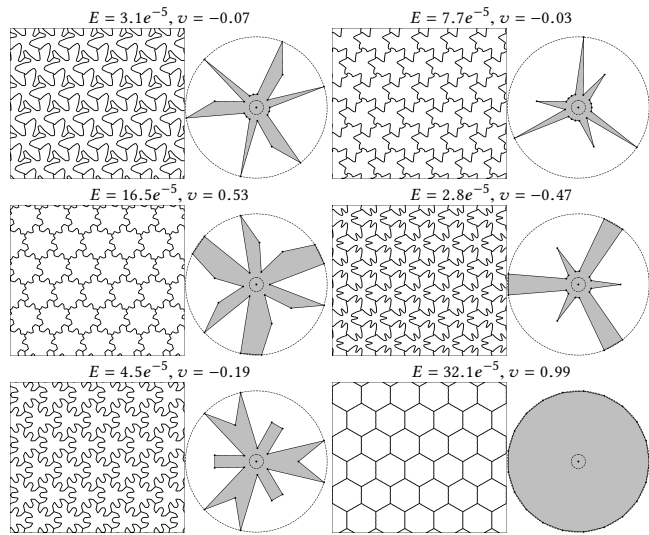 E = 3.1e⁻⁵, υ = −0.07
E = 7.7e⁻⁵, υ = −0.03
E = 16.5e⁻⁵, υ = 0.53
E = 2.8e⁻⁵, υ = −0.47
E = 4.5e⁻⁵, υ = −0.19
E = 32.1e⁻⁵, υ = 0.99